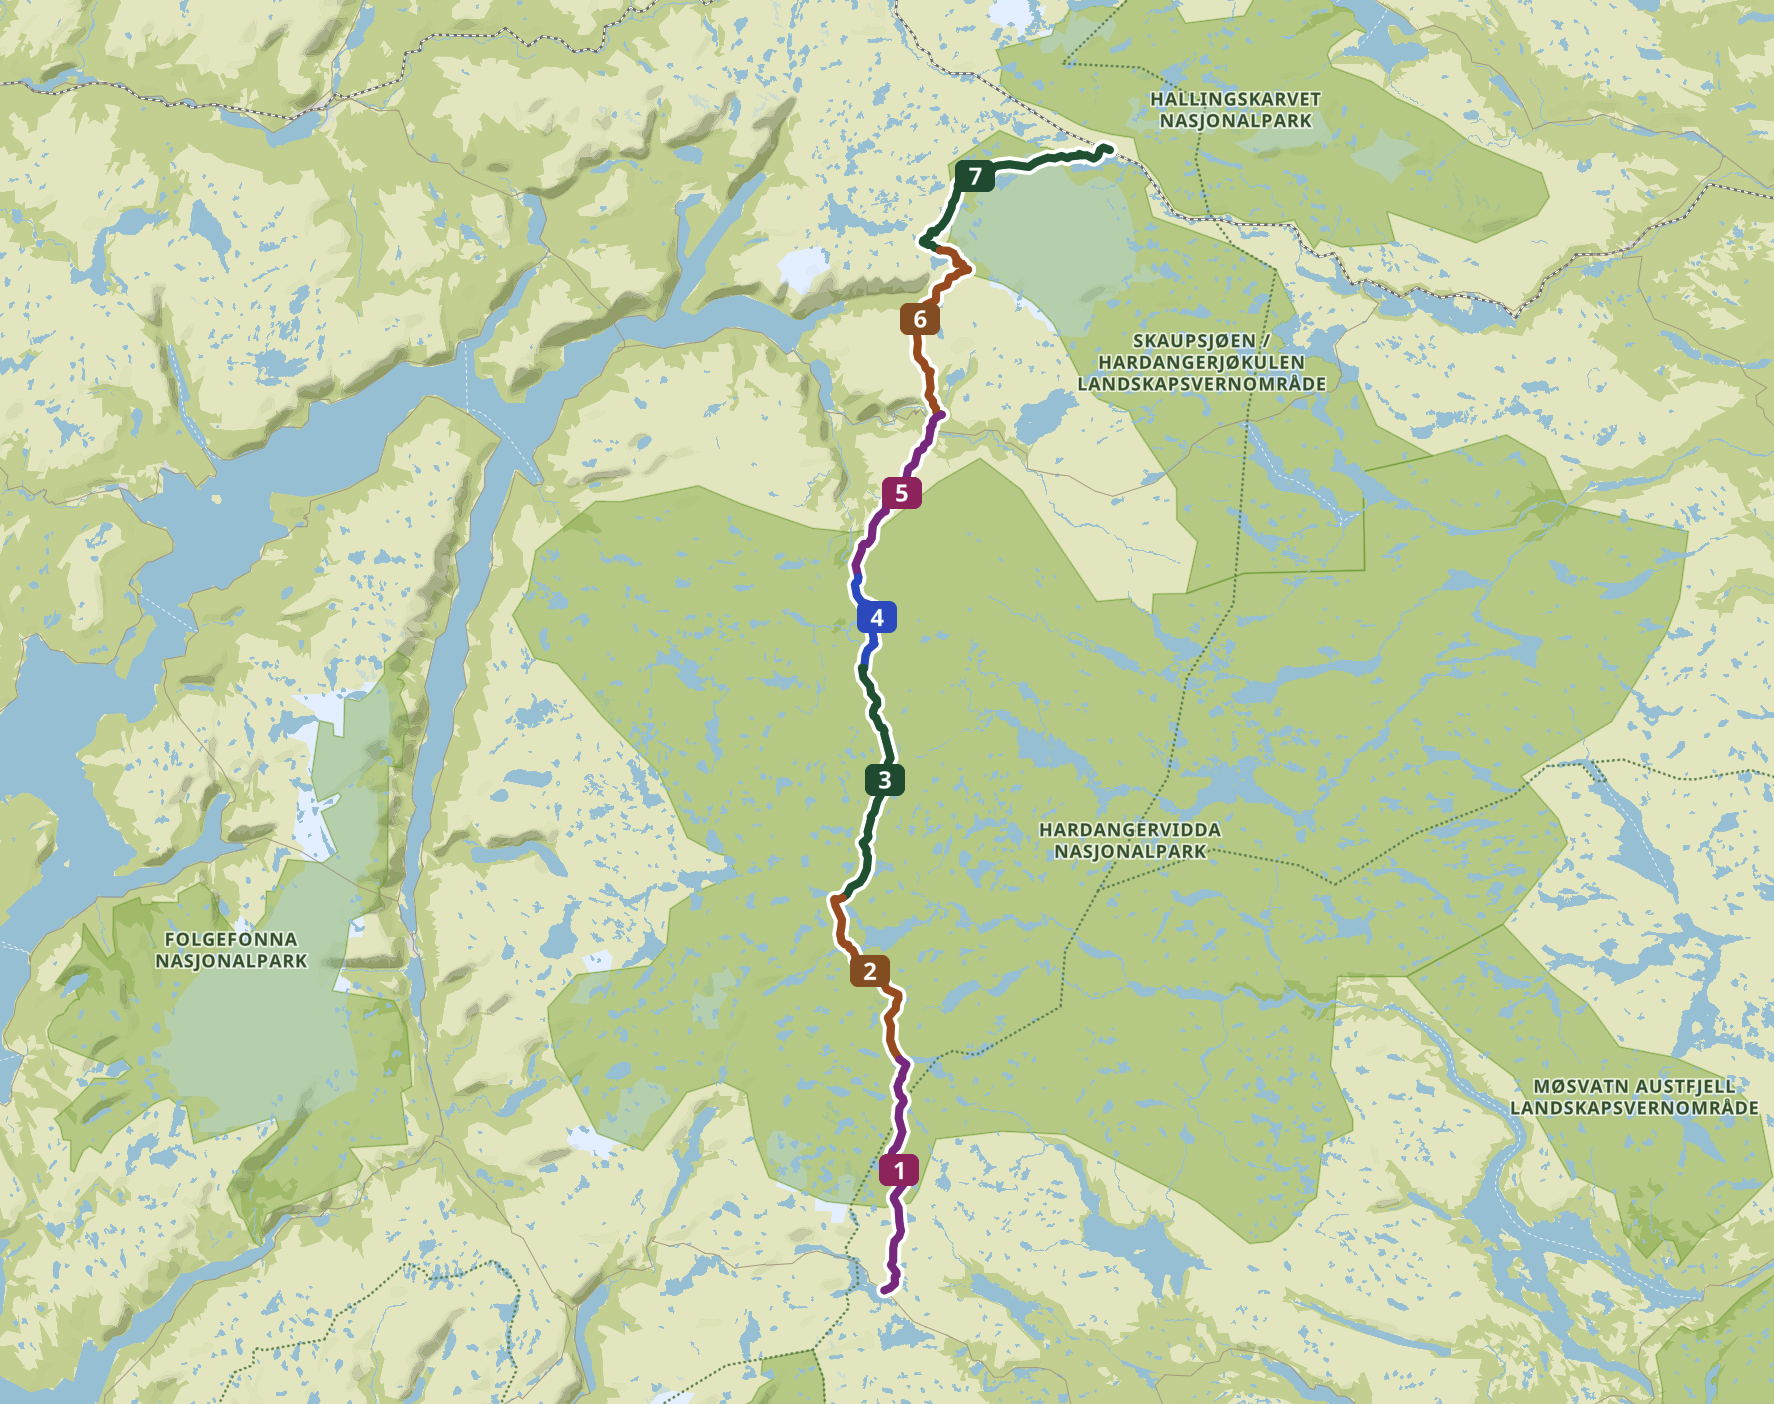 HALLINGSKARVET
NASJONALPARK
7
6
SKAUPSJØEN /
HARDANGERJØKULEN
LANDSKAPSVERNOMRÅDE
5
4
3
HARDANGERVIDDA
NASJONALPARK
FOLGEFONNA
NASJONALPARK
2
MØSVATN AUSTFJELL
LANDSKAPSVERNOMRÅDE
1